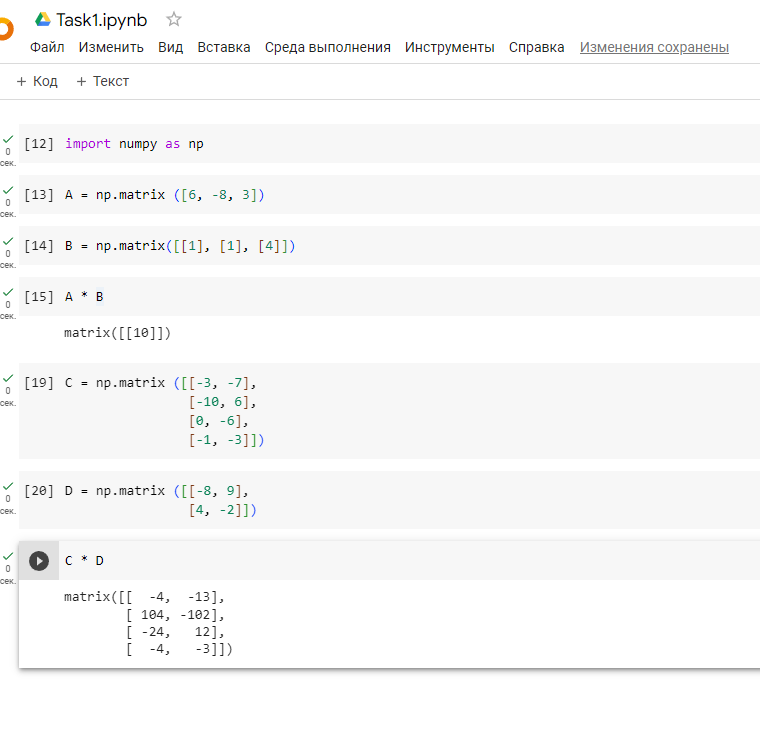 Task1.ipynb
Файл Изменить Вид Вставка Среда выполнения Инструменты Справка Изменения сохранены
+ Код + Текст
[12] import numpy as np
0
сек.
[13] A = np.matrix ([6, -8, 3])
0
сек.
[14] B = np.matrix([[1], [1], [4]])
0
сек.
[15] A * B
0
сек.
matrix([[10]])
[19] C = np.matrix ([[-3, -7],
0
сек.
[-10, 6],
[0, -6],
[-1, -3]])
[20] D = np.matrix ([[-8, 9],
0
сек.
[4, -2]])
C * D
0
сек.
matrix([[  -4,  -13],
[ 104, -102],
[ -24,   12],
[  -4,   -3]])